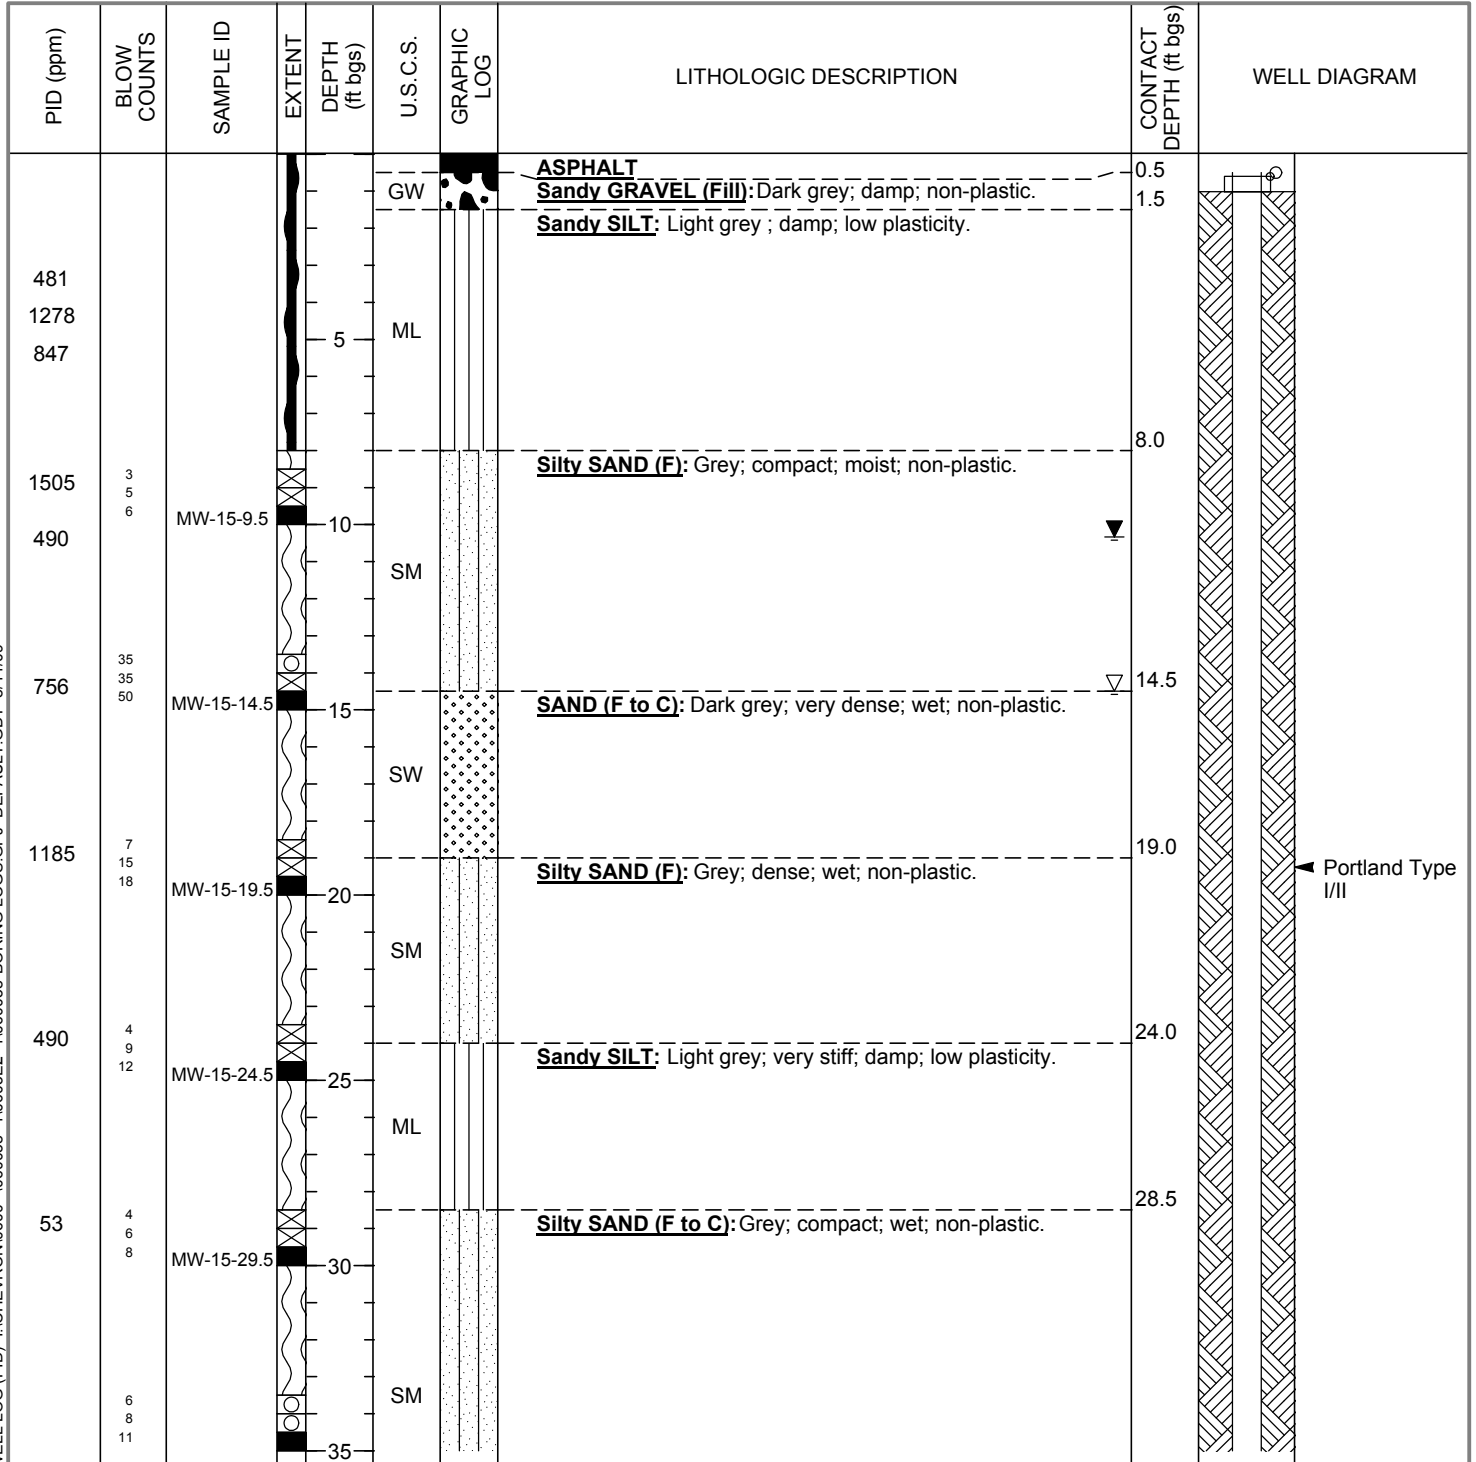 PID (ppm)
BLOW COUNTS
SAMPLE ID
EXTENT
DEPTH (ft bgs)
U.S.C.S.
GRAPHIC LOG
LITHOLOGIC DESCRIPTION
CONTACT DEPTH (ft bgs)
WELL DIAGRAM
ASPHALT
0.5
GW
Sandy GRAVEL (Fill): Dark grey; damp; non-plastic.
1.5
Sandy SILT: Light grey ; damp; low plasticity.
481
1278
5
ML
847
8.0
Silty SAND (F): Grey; compact; moist; non-plastic.
1505
3
5
6
MW-15-9.5
10
490
SM
35
35
50
756
MW-15-14.5
14.5
15
SAND (F to C): Dark grey; very dense; wet; non-plastic.
SW
7
15
18
1185
19.0
MW-15-19.5
20
Silty SAND (F): Grey; dense; wet; non-plastic.
Portland Type
I/II
SM
4
9
12
490
24.0
MW-15-24.5
25
Sandy SILT: Light grey; very stiff; damp; low plasticity.
ML
28.5
53
4
6
8
MW-15-29.5
30
Silty SAND (F to C): Grey; compact; wet; non-plastic.
SM
6
8
11
35